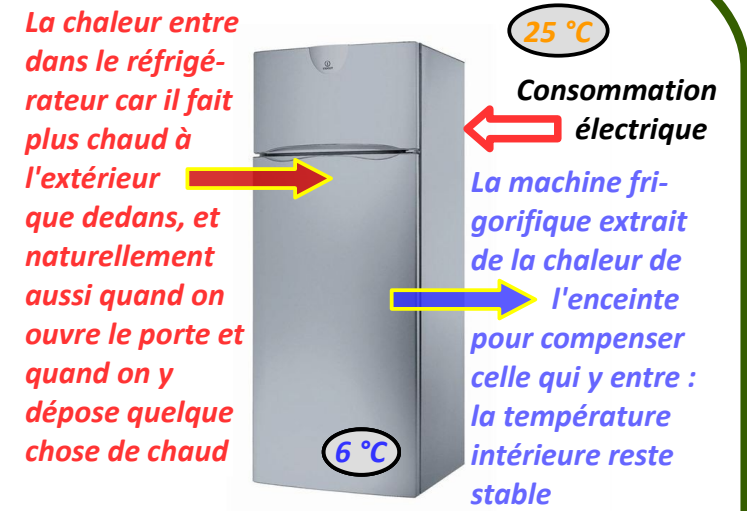 La chaleur entre
dans le réfrigé-
rateur car il fait
plus chaud à
l'extérieur
que dedans, et
naturellement
aussi quand on
ouvre le porte et
quand on y
dépose quelque
chose de chaud
25 °C
Consommation
électrique
La machine fri-
gorifique extrait
de la chaleur de
l'enceinte
pour compenser
celle qui y entre :
la température
intérieure reste
stable
6 °C